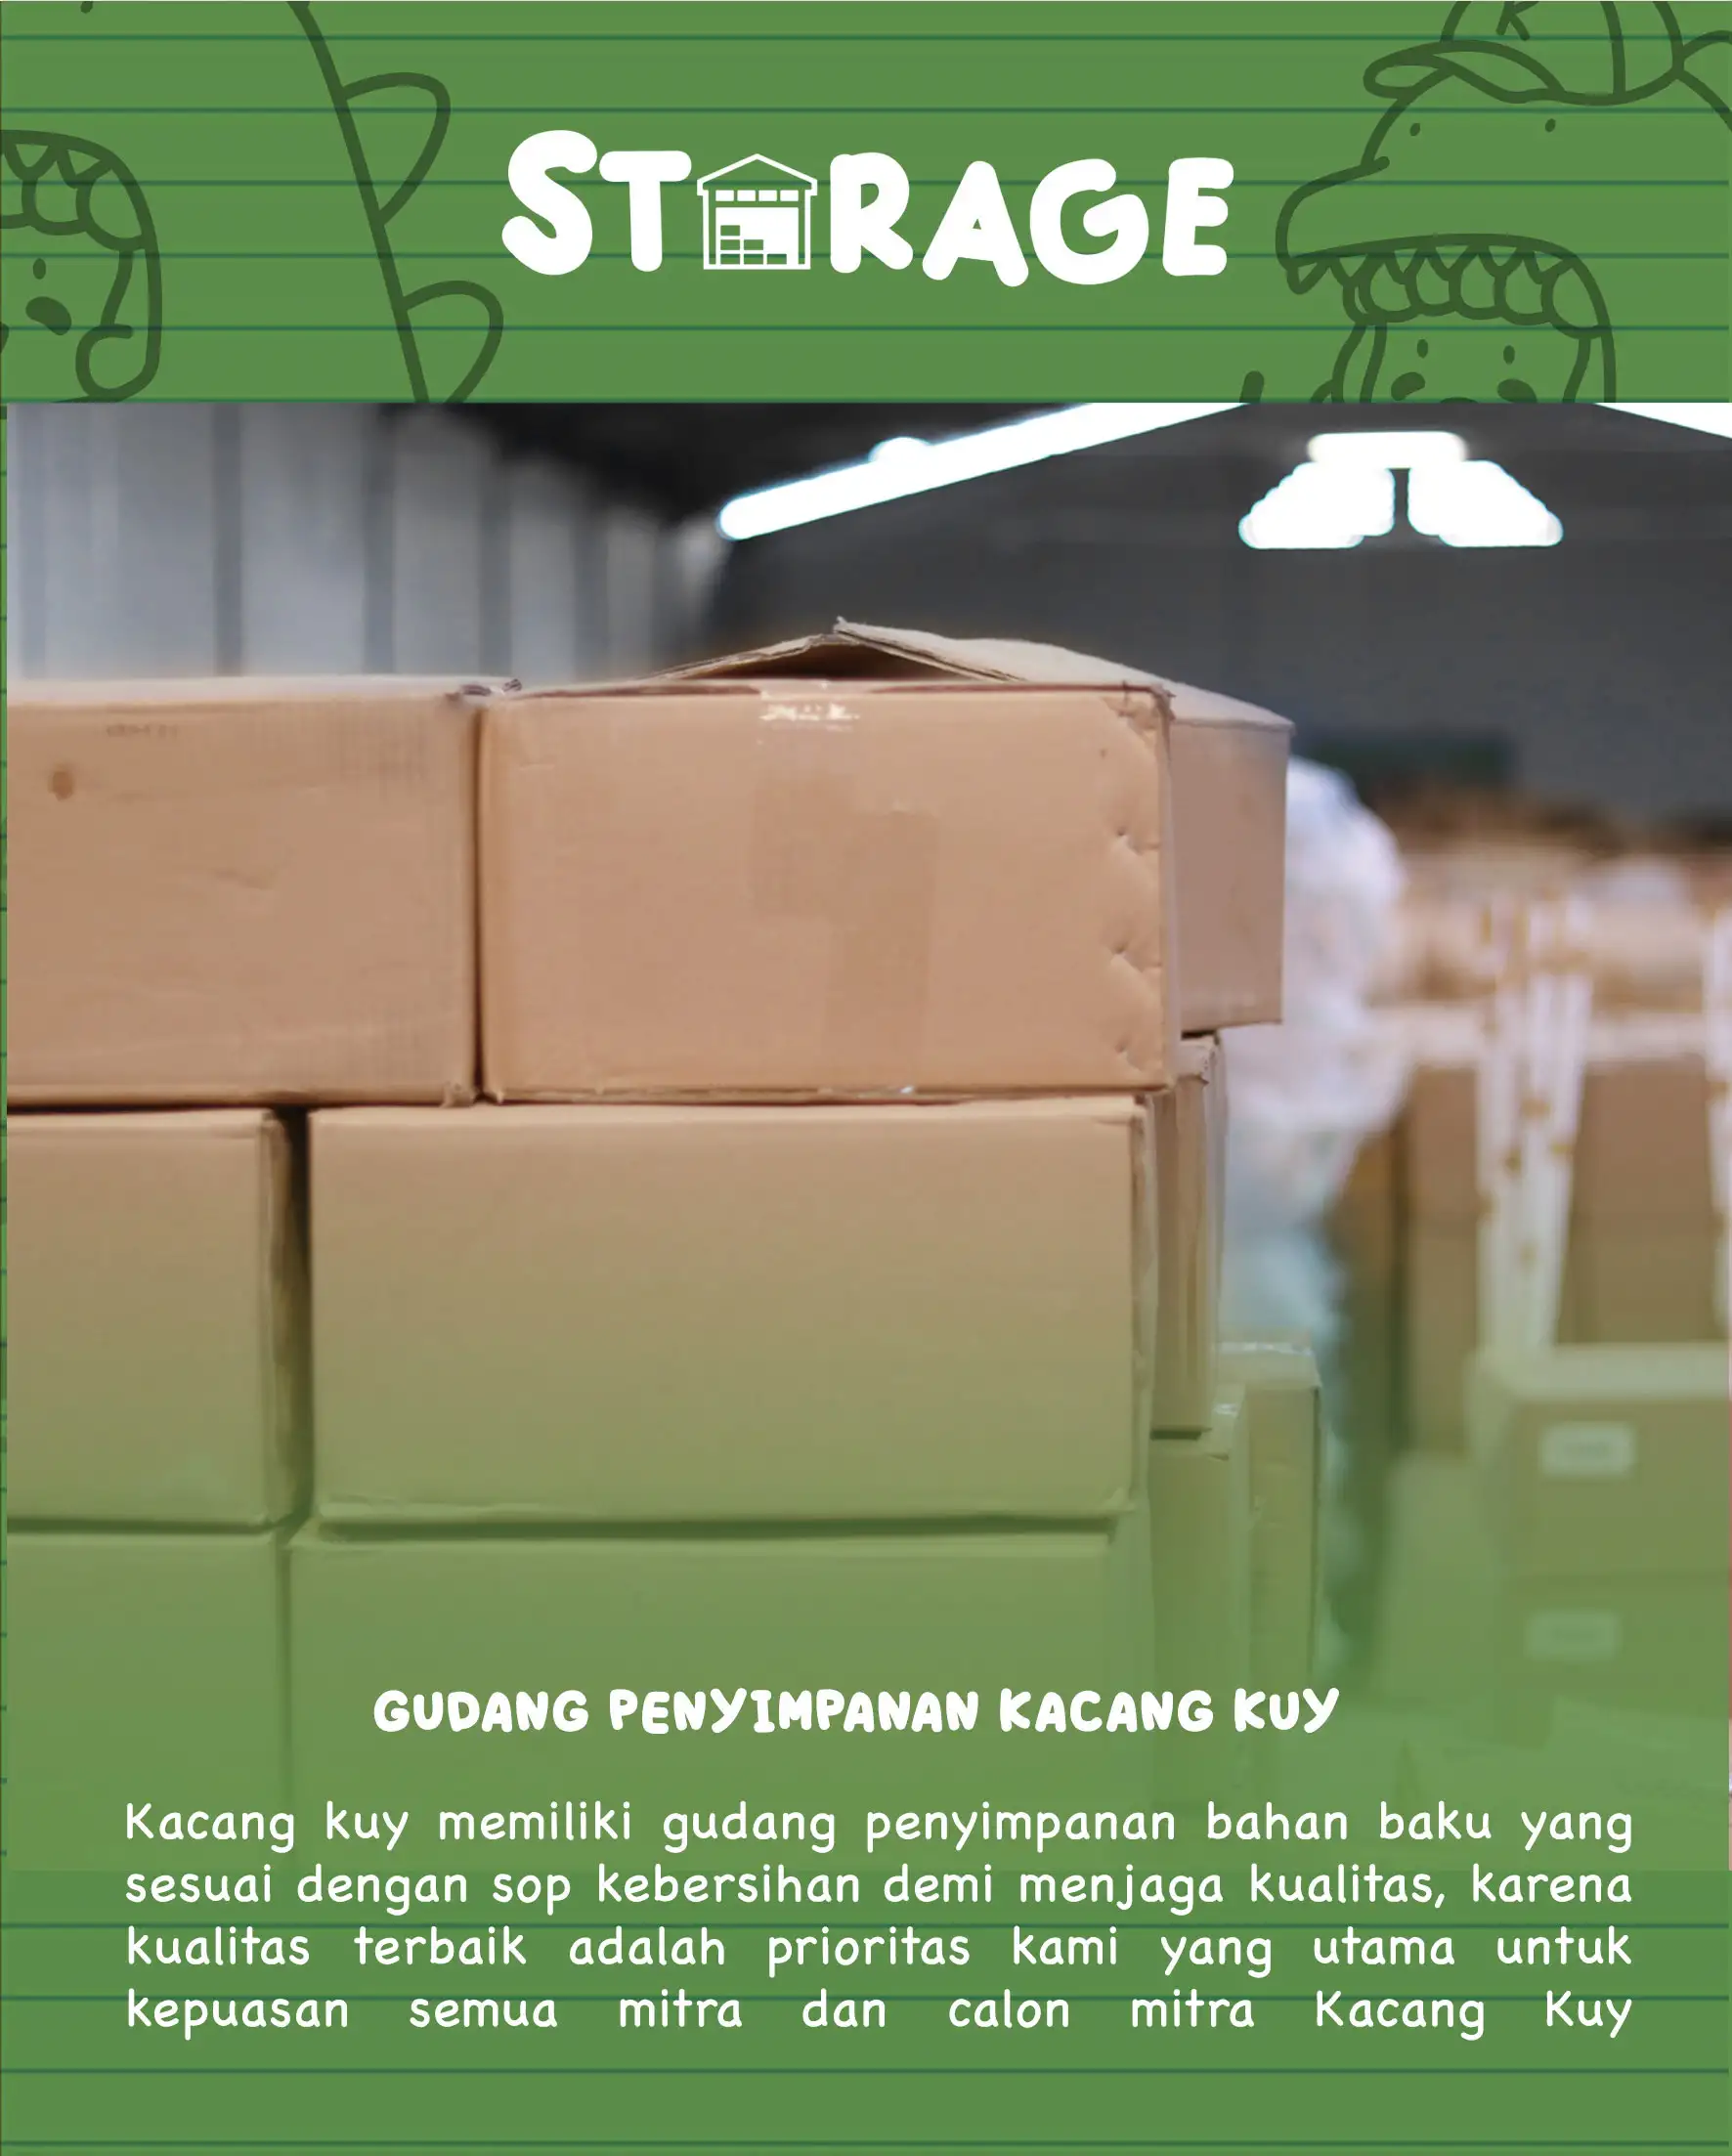 STORAGE
K
GUDANG PENYIMPANAN KACANG KUY
Kacang kuy memiliki gudang penyimpanan bahan baku yang
sesuai dengan sop kebersihan demi menjaga kualitas, karena
kualitas terbaik adalah prioritas kami yang utama untuk
kepuasan semua mitra dan calon mitra Kacang Kuy